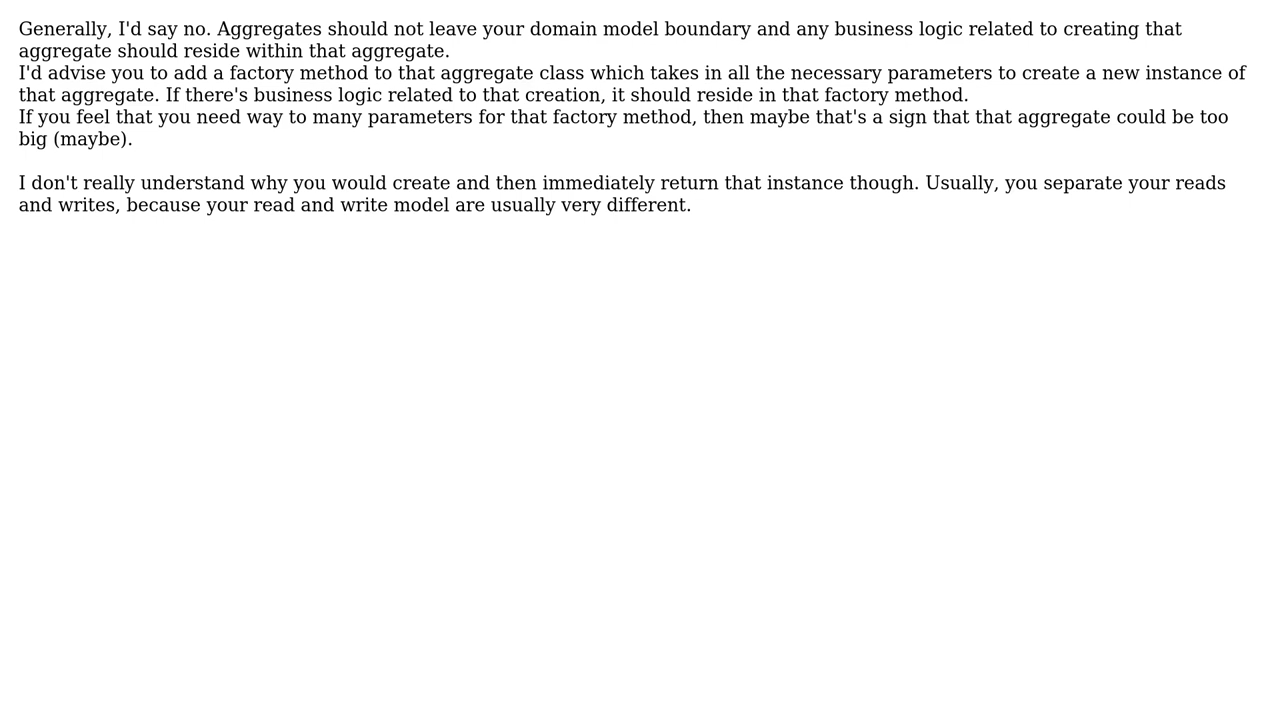 Generally, I'd say no. Aggregates should not leave your domain model boundary and any business logic related to creating that
aggregate should reside within that aggregate.
I'd advise you to add a factory method to that aggregate class which takes in all the necessary parameters to create a new instance of
that aggregate. If there's business logic related to that creation, it should reside in that factory method.
If you feel that you need way to many parameters for that factory method, then maybe that's a sign that that aggregate could be too
big (maybe).
I don't really understand why you would create and then immediately return that instance though. Usually, you separate your reads
and writes, because your read and write model are usually very different.